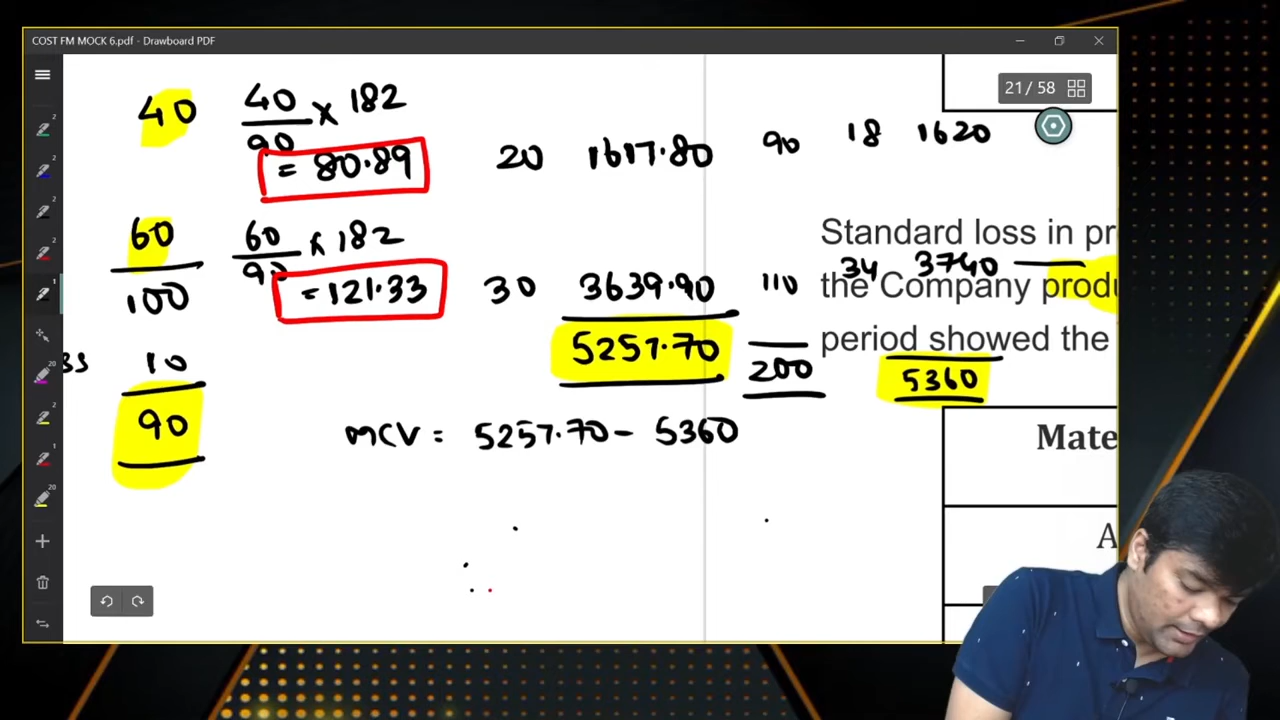 COST FM MOCK 6.pdf - Drawboard PDF
21 / 58
40 40/90 × 182
= 80.89 20 1617.80 90 18 1620
60 60/90 × 182
= 121.33 30 3639.90 110 34 3740
100
5257.70 200 5360
10
90
MCV = 5257.70 - 5360
Standard loss in pr
the Company produ
period showed the
Mate
A